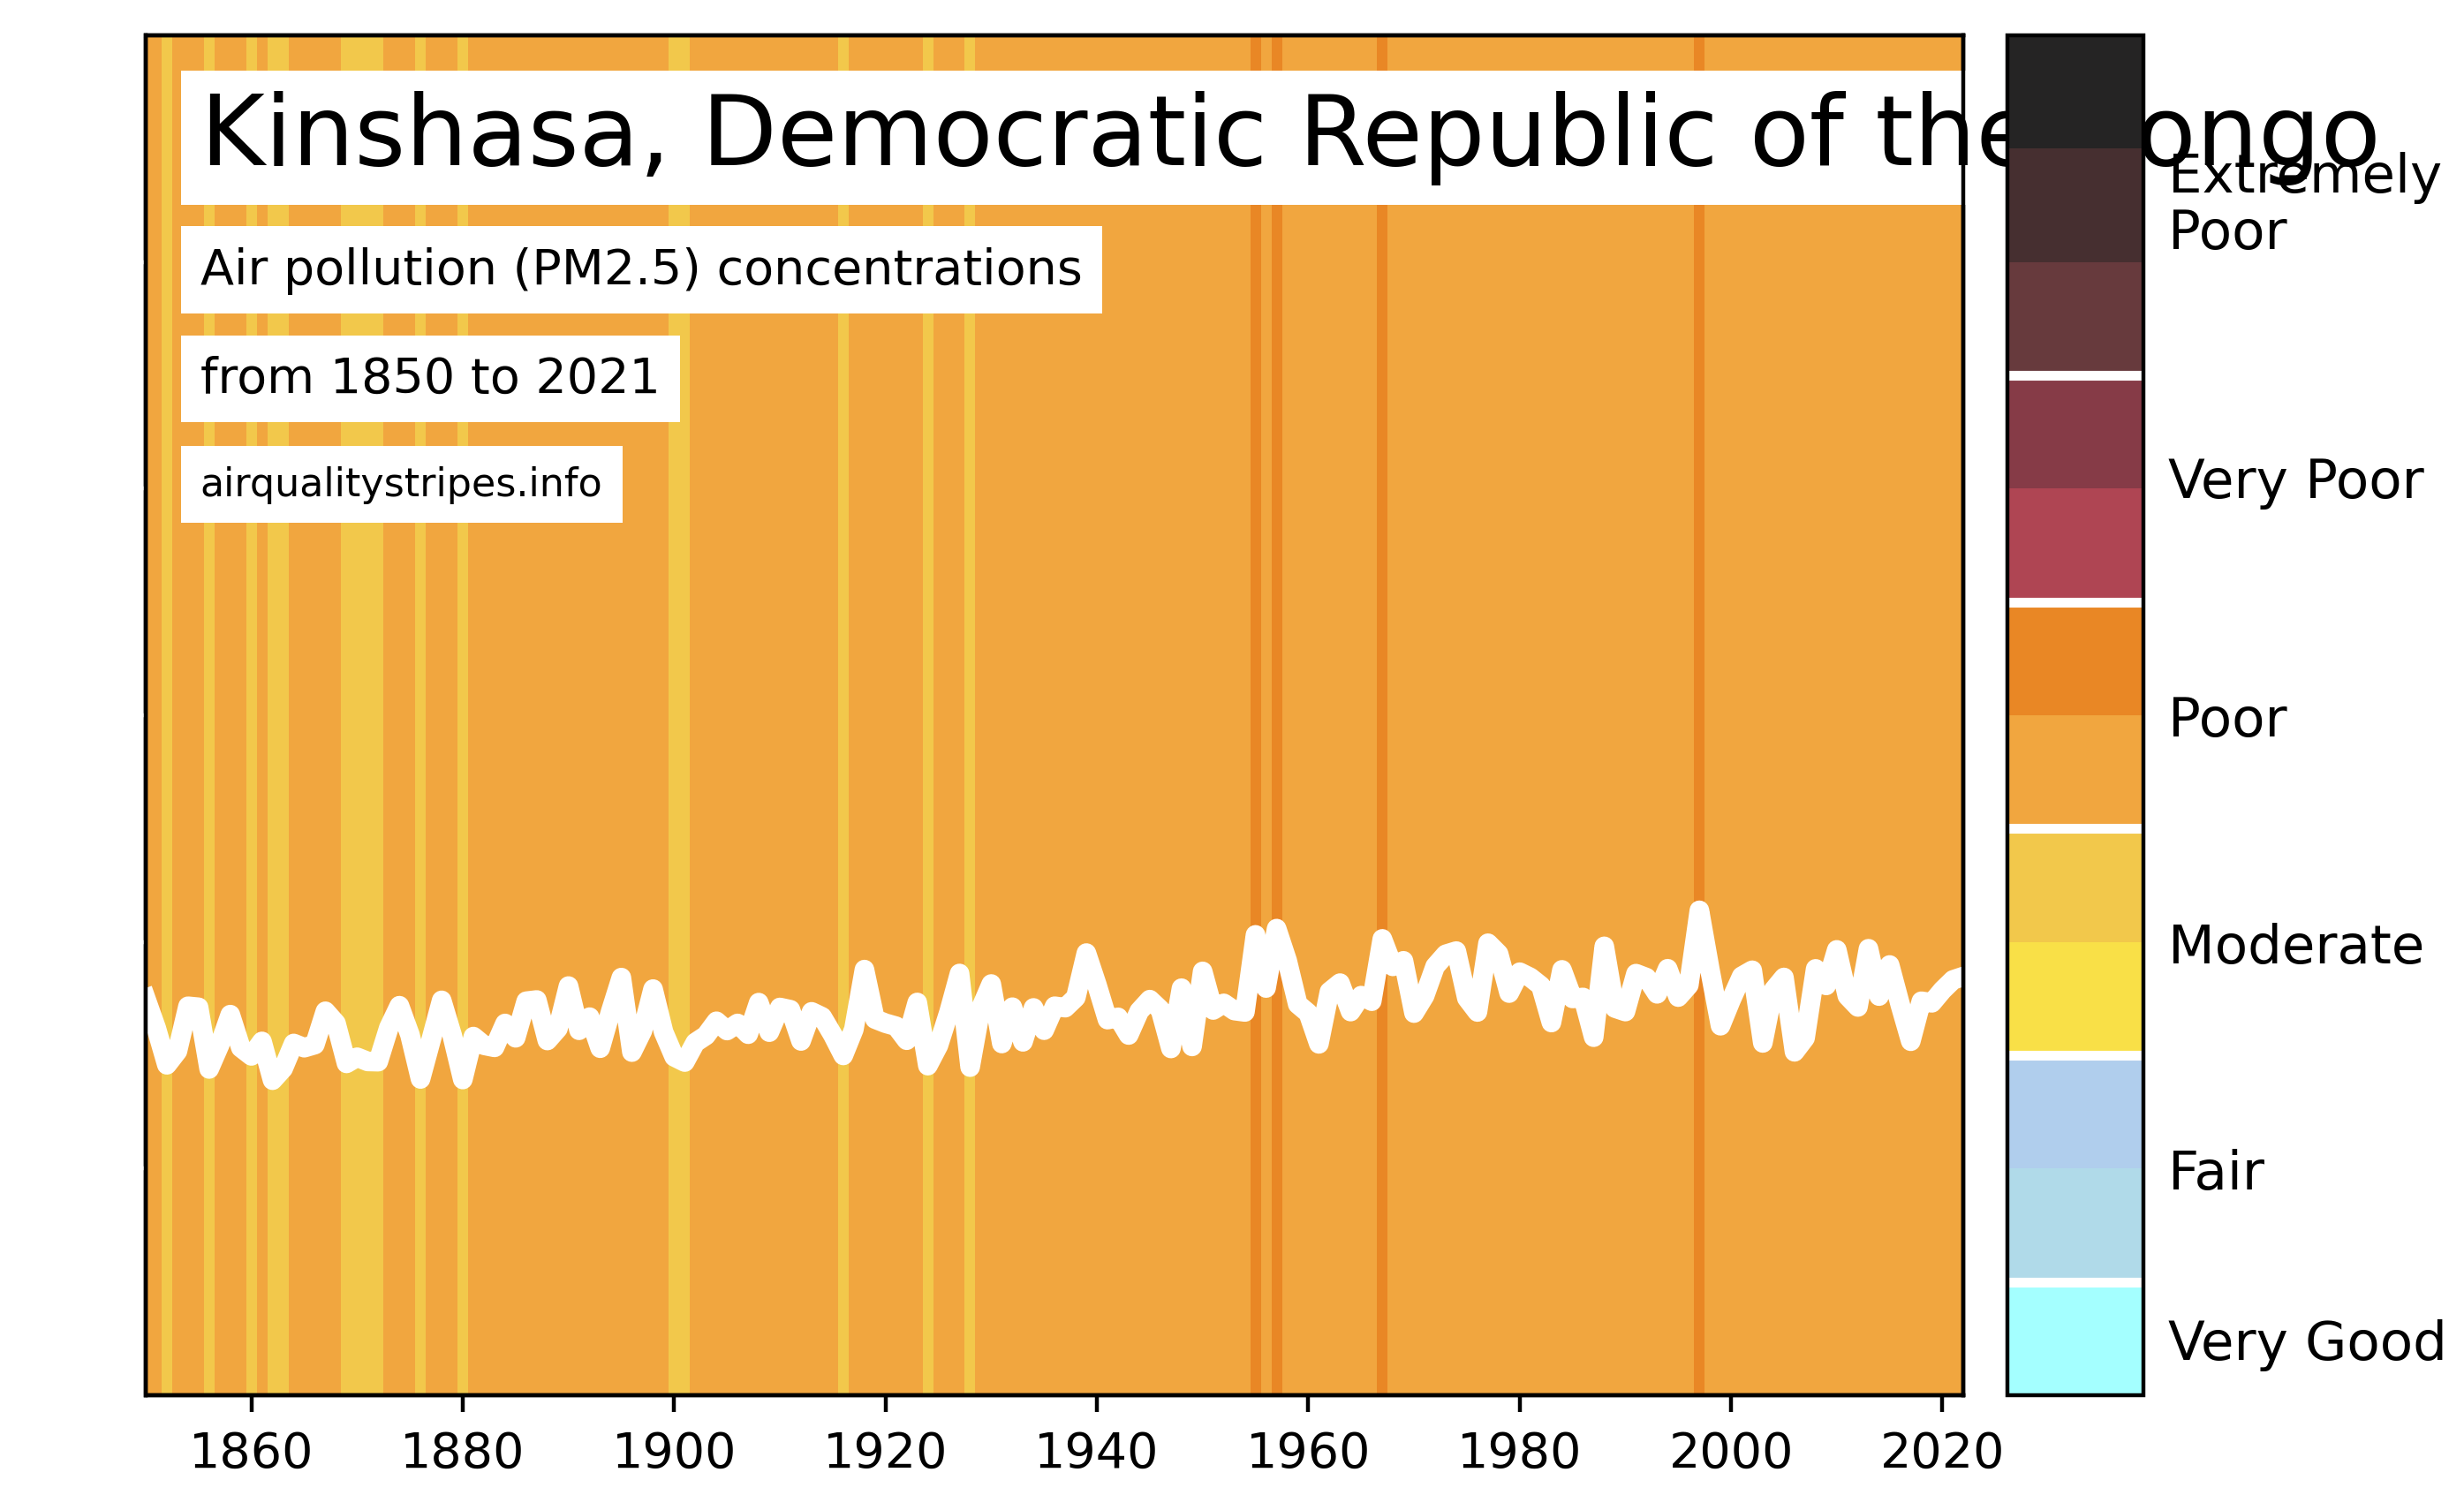 Kinshasa, Democratic Republic of the ongo
Air pollution (PM2.5) concentrations
from 1850 to 2021
airqualitystripes.info
Extremely
Poor
Very Poor
Poor
Moderate
Fair
Very Good
1860 1880 1900 1920 1940 1960 1980 2000 2020